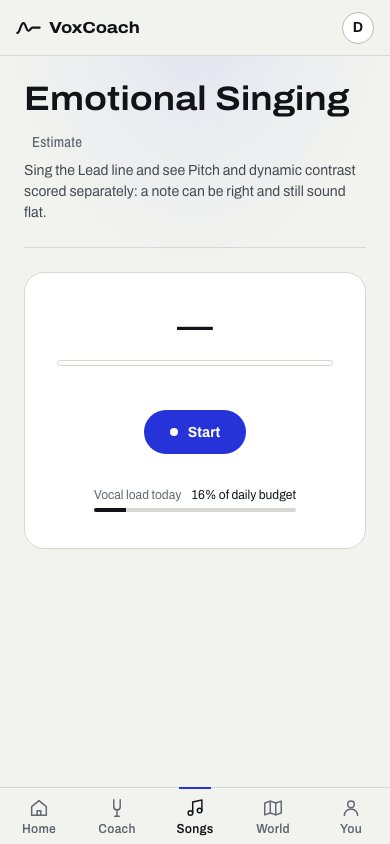 VoxCoach
D
Emotional Singing
Estimate
Sing the Lead line and see Pitch and dynamic contrast
scored separately: a note can be right and still sound
flat.
—
Start
Vocal load today 16% of daily budget
Home Coach Songs World You